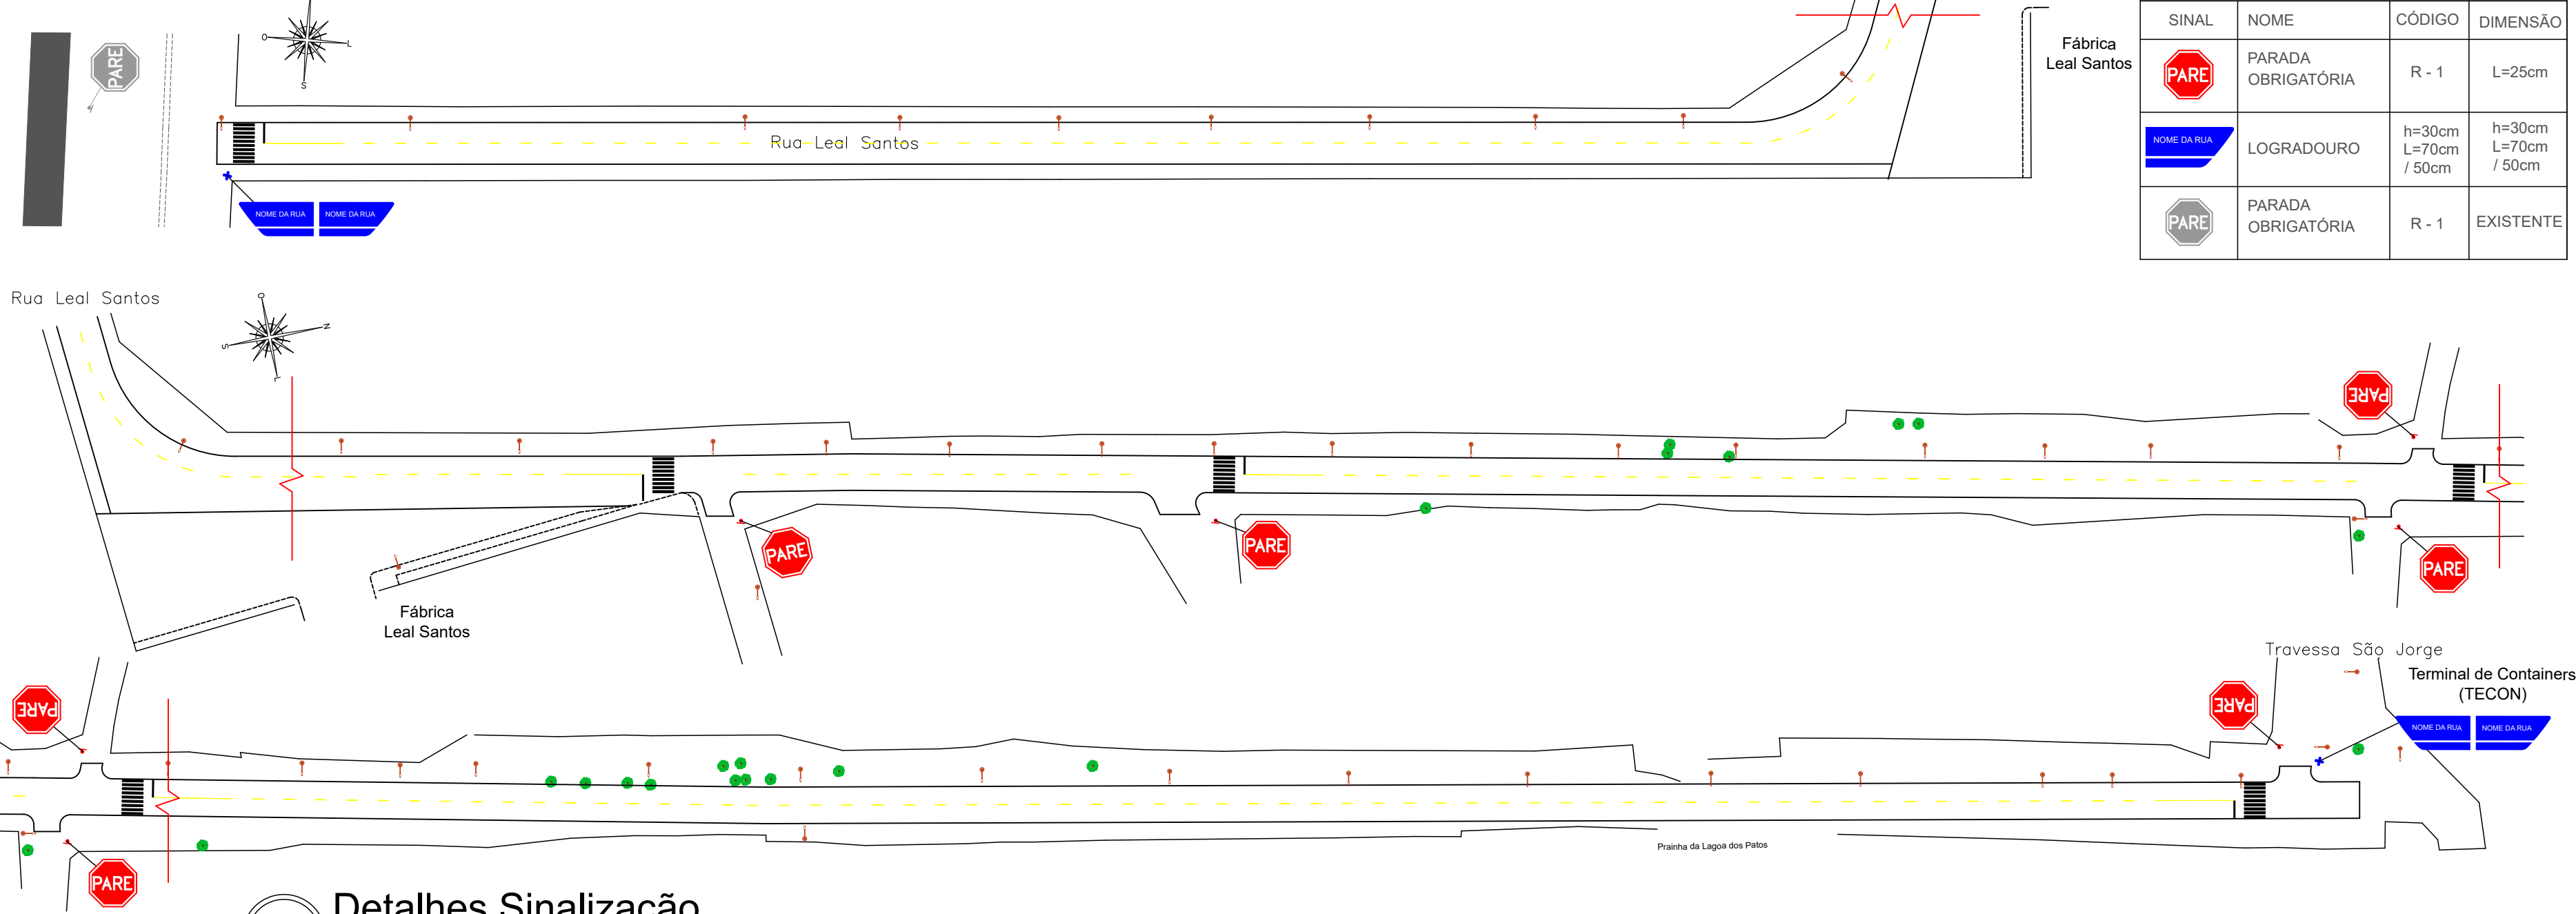 PARE
O
L
S
Rua Leal Santos
NOME DA RUA
NOME DA RUA
Fábrica
Leal Santos
SINAL
NOME
CÓDIGO
DIMENSÃO
PARE
PARADA
OBRIGATÓRIA
R - 1
L=25cm
NOME DA RUA
LOGRADOURO
h=30cm
L=70cm
/ 50cm
h=30cm
L=70cm
/ 50cm
PARE
PARADA
OBRIGATÓRIA
R - 1
EXISTENTE
Rua Leal Santos
O
N
S
L
PARE
PARE
PARE
PARE
Fábrica
Leal Santos
Travessa São Jorge
Terminal de Containers
(TECON)
PARE
PARE
NOME DA RUA
NOME DA RUA
Prainha da Lagoa dos Patos
PARE
Detalhes Sinalização